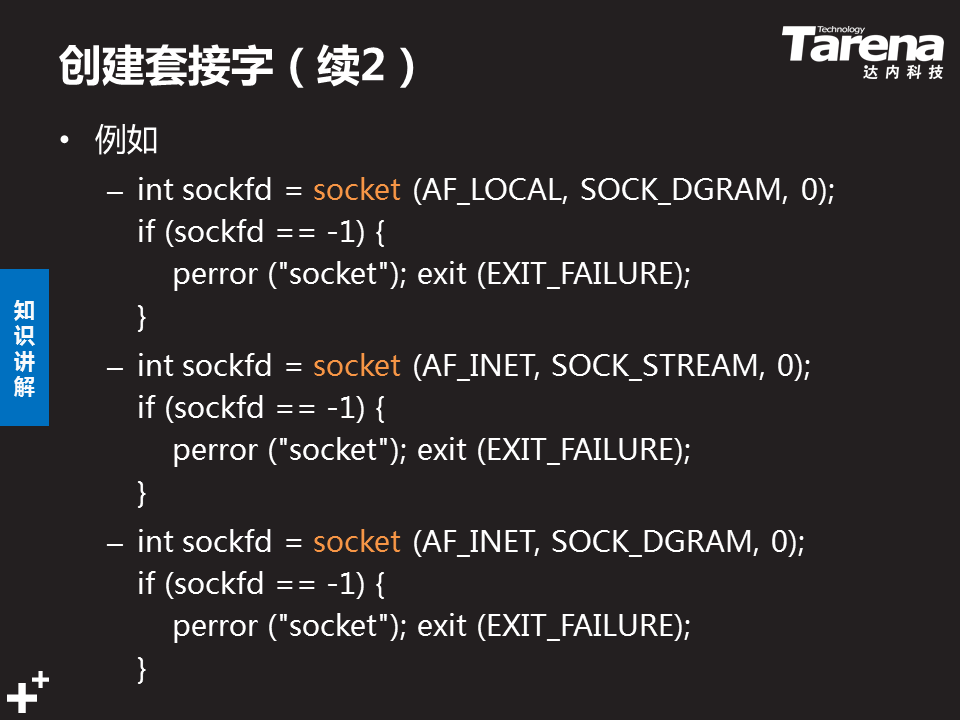 创建套接字（续2）
Technology
Tarena
达内科技
• 例如
– int sockfd = socket (AF_LOCAL, SOCK_DGRAM, 0);
if (sockfd == -1) {
perror ("socket"); exit (EXIT_FAILURE);
}
– int sockfd = socket (AF_INET, SOCK_STREAM, 0);
if (sockfd == -1) {
perror ("socket"); exit (EXIT_FAILURE);
}
– int sockfd = socket (AF_INET, SOCK_DGRAM, 0);
if (sockfd == -1) {
perror ("socket"); exit (EXIT_FAILURE);
}
知识讲解